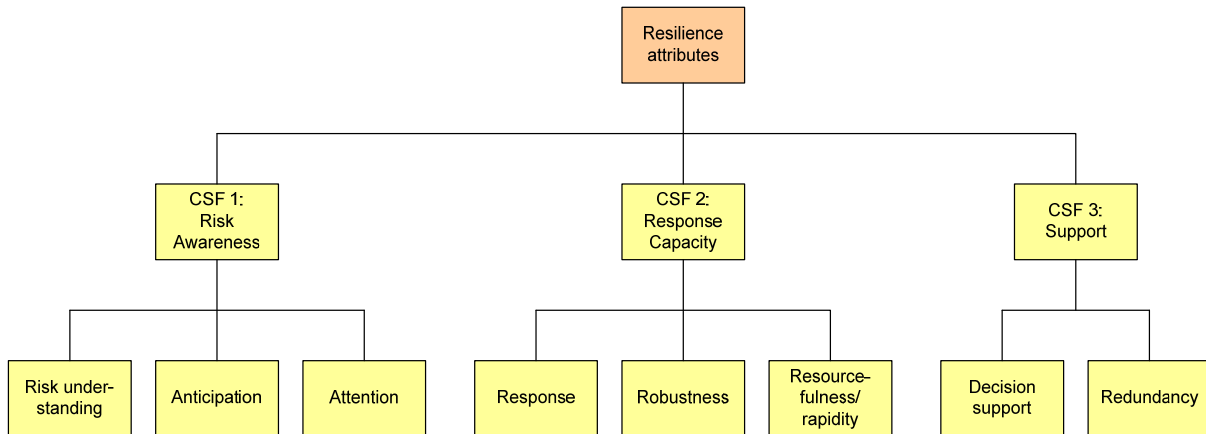 Resilience
attributes
CSF 1:
Risk
Awareness
CSF 2:
Response
Capacity
CSF 3:
Support
Risk under-
standing
Anticipation
Attention
Response
Robustness
Resource-
fulness/
rapidity
Decision
support
Redundancy